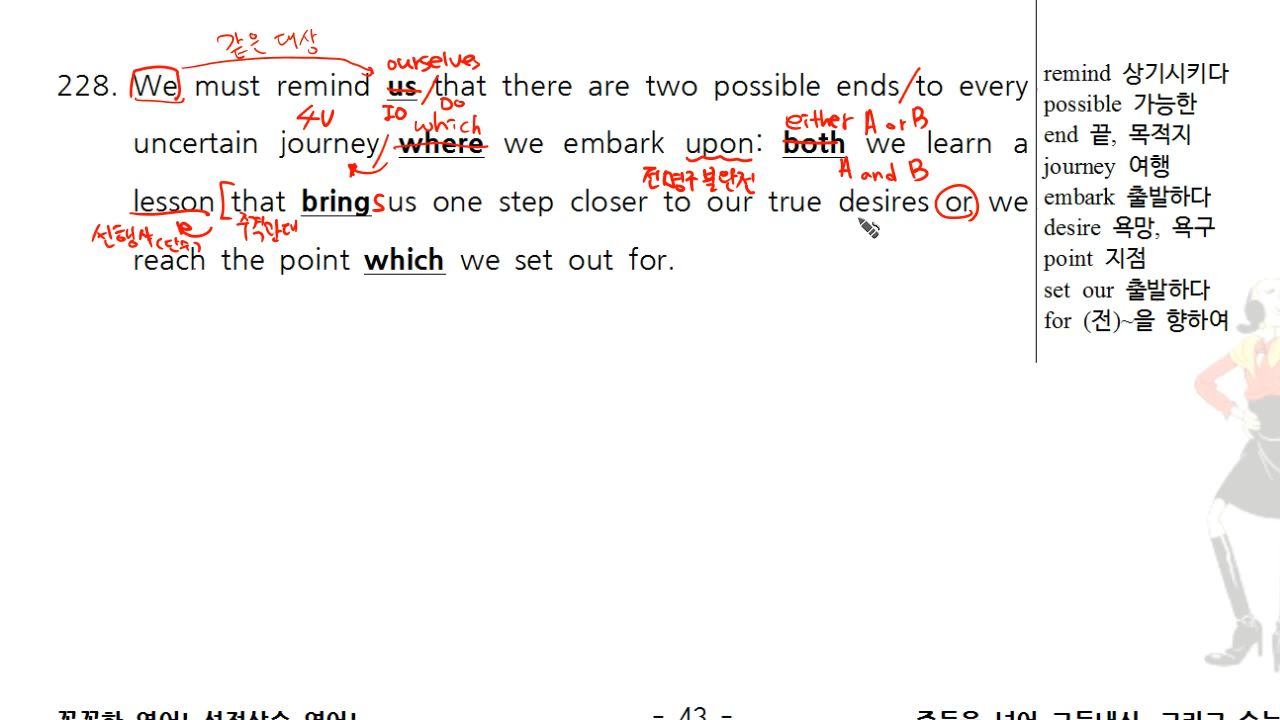 같은 대상
ourselves
228. We must remind us that there are two possible ends to every
4V IO DO which either A or B
uncertain journey where we embark upon: both we learn a
전명구 불완전 A and B
lesson that brings us one step closer to our true desires or, we
선행사(단수) 주격관대
reach the point which we set out for.
remind 상기시키다
possible 가능한
end 끝, 목적지
journey 여행
embark 출발하다
desire 욕망, 욕구
point 지점
set our 출발하다
for (전)~을 향하여
- 43 -